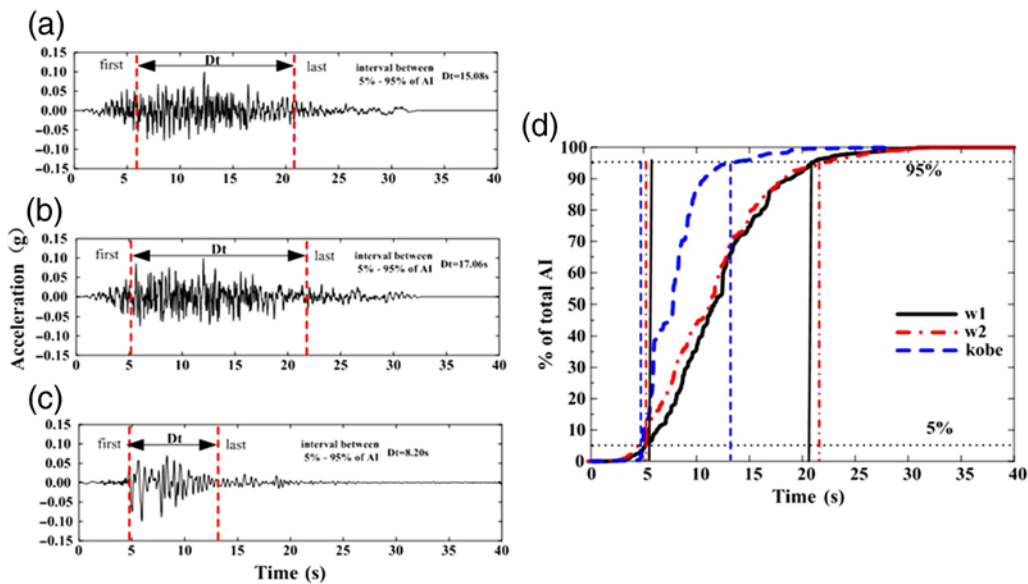 (a)
0.15
0.10
0.05
0.00
−0.05
−0.10
−0.15
first
Dt
last
interval between
5% - 95% of AI
Dt=15.08s
0 5 10 15 20 25 30 35 40
(b)
0.15
0.10
0.05
0.00
−0.05
−0.10
−0.15
first
Dt
last
interval between
5% - 95% of AI
Dt=17.06s
0 5 10 15 20 25 30 35 40
Acceleration (g)
(c)
0.15
0.10
0.05
0.00
−0.05
−0.10
−0.15
first
Dt
last
interval between
5% - 95% of AI
Dt=8.20s
0 5 10 15 20 25 30 35 40
Time (s)
(d)
100
90
80
70
60
50
40
30
20
10
0
% of total AI
95%
w1
w2
kobe
5%
0 5 10 15 20 25 30 35 40
Time (s)